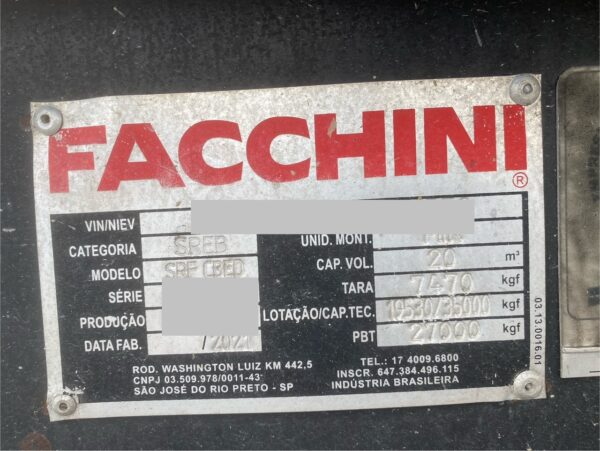 FACCHINI
®
VIN/NIEV
CATEGORIA SREB
MODELO SRF CBED
SÉRIE
PRODUÇÃO
DATA FAB. /2021
UNID. MONT.
CAP. VOL. 20 m³
TARA 7470 kgf
LOTAÇÃO/CAP.TEC. 19530/35000 kgf
PBT 27000 kgf
03.13.0016.01
ROD. WASHINGTON LUIZ KM 442,5
CNPJ 03.509.978/0011-43
SÃO JOSÉ DO RIO PRETO - SP
TEL.: 17 4009.6800
INSCR. 647.384.496.115
INDÚSTRIA BRASILEIRA